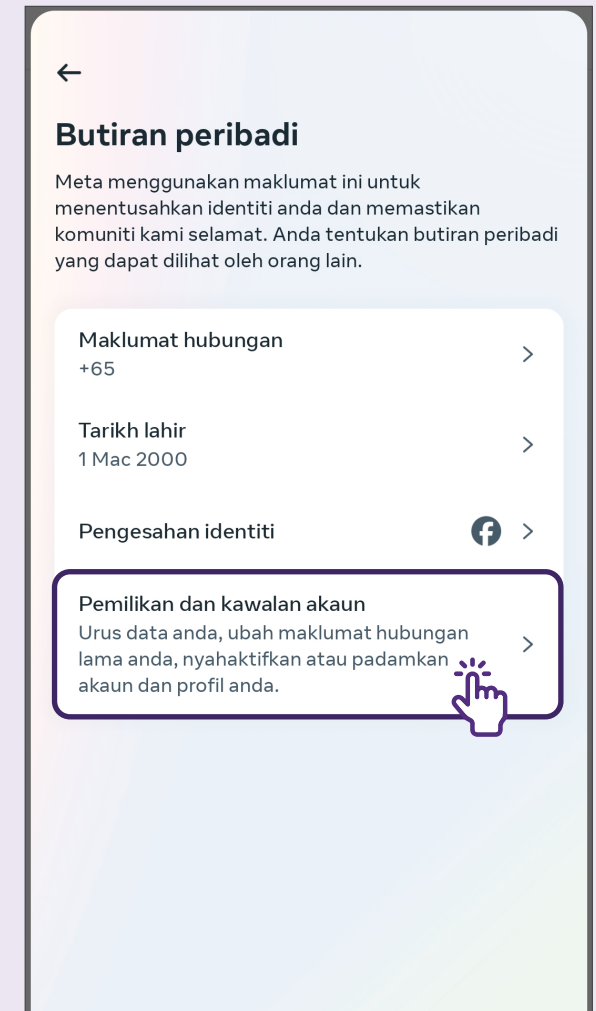 Butiran peribadi
Meta menggunakan maklumat ini untuk
menentusahkan identiti anda dan memastikan
komuniti kami selamat. Anda tentukan butiran peribadi
yang dapat dilihat oleh orang lain.
Maklumat hubungan
+65
Tarikh lahir
1 Mac 2000
Pengesahan identiti
Pemilikan dan kawalan akaun
Urus data anda, ubah maklumat hubungan
lama anda, nyahaktifkan atau padamkan
akaun dan profil anda.